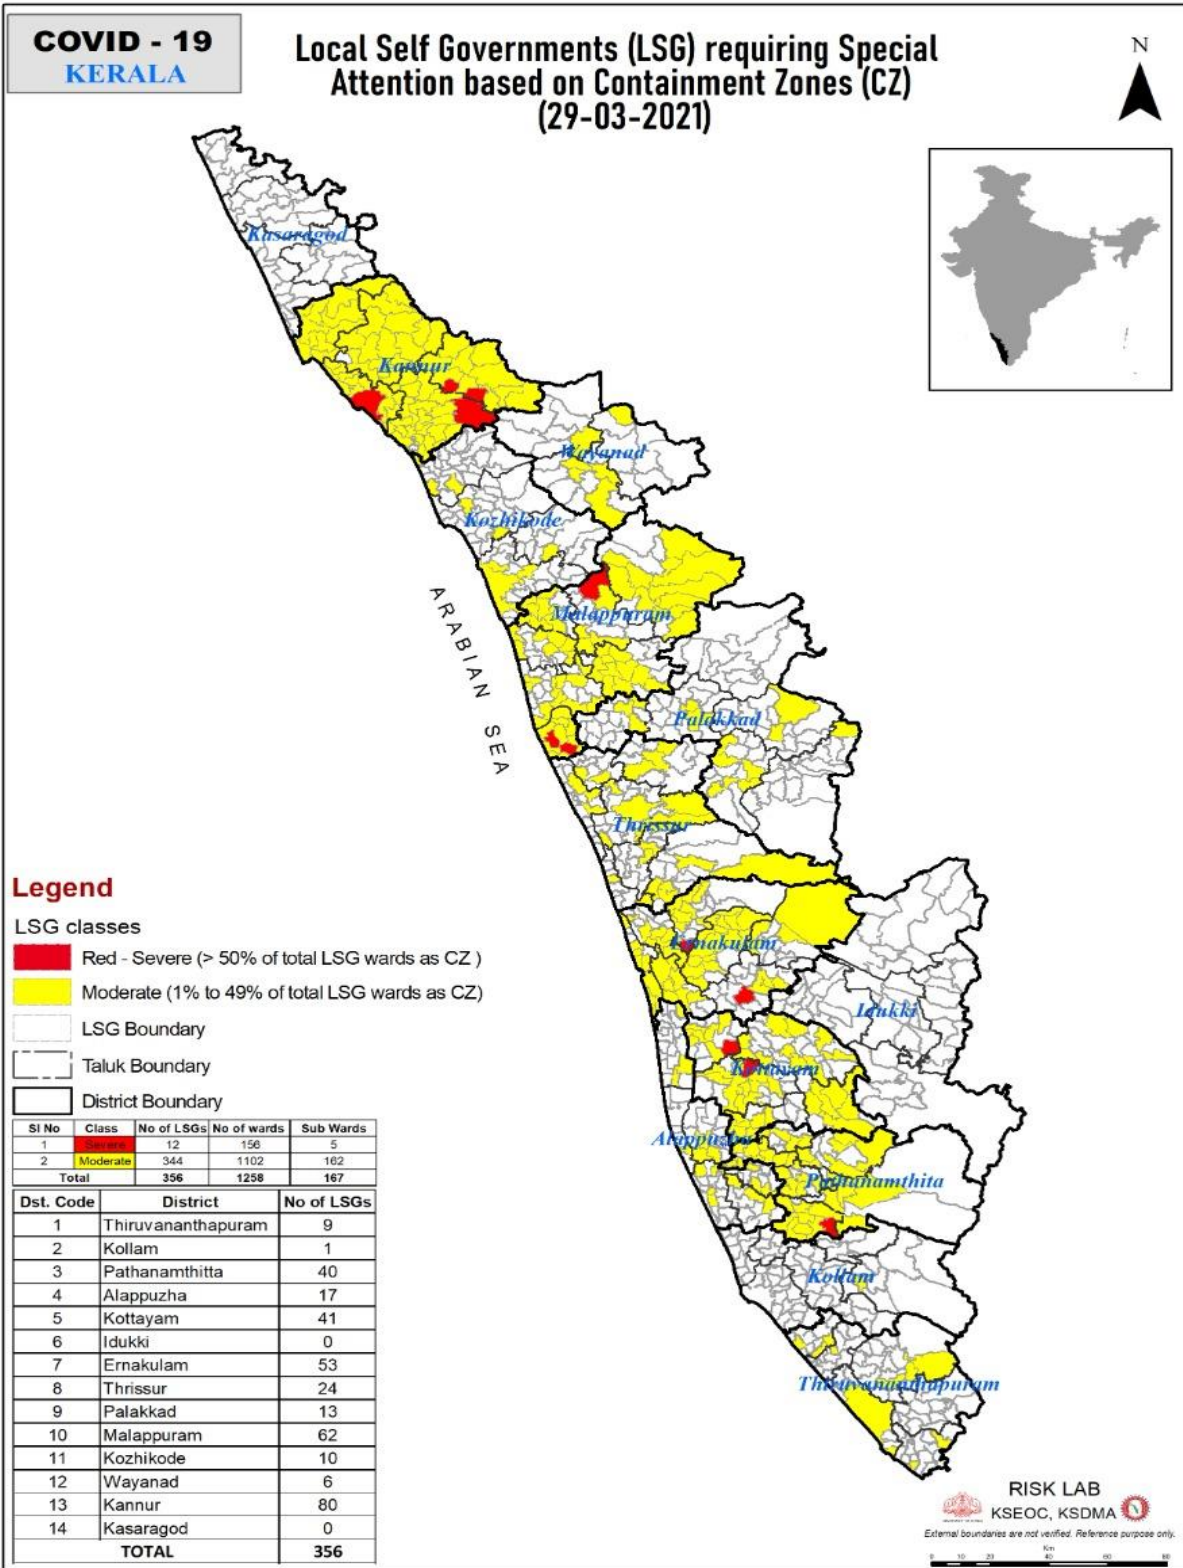 COVID - 19
KERALA
Local Self Governments (LSG) requiring Special
Attention based on Containment Zones (CZ)
(29-03-2021)
N
Kasaragod
Kannur
Wayanad
Kozhikode
Malappuram
ARABIAN SEA
Palakkad
Thrissur
Ernakulam
Idukki
Kottayam
Alappuzha
Pathanamthita
Kollam
Thiruvananthapuram
Legend
LSG classes
Red - Severe (> 50% of total LSG wards as CZ )
Moderate (1% to 49% of total LSG wards as CZ)
LSG Boundary
Taluk Boundary
District Boundary
Sl No Class No of LSGs No of wards Sub Wards
1 Severe 12 156 5
2 Moderate 344 1102 162
Total 356 1258 167
Dst. Code District No of LSGs
1 Thiruvananthapuram 9
2 Kollam 1
3 Pathanamthitta 40
4 Alappuzha 17
5 Kottayam 41
6 Idukki 0
7 Ernakulam 53
8 Thrissur 24
9 Palakkad 13
10 Malappuram 62
11 Kozhikode 10
12 Wayanad 6
13 Kannur 80
14 Kasaragod 0
TOTAL 356
RISK LAB
KSEOC, KSDMA
External boundaries are not verified. Reference purpose only.
Km
0 10 20 40 60 80